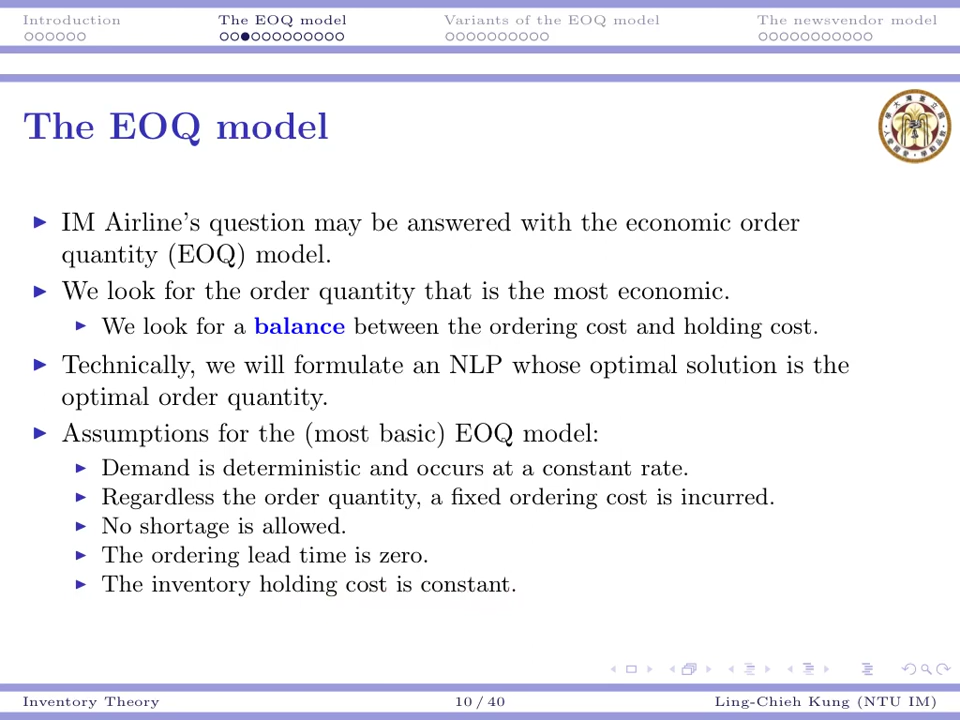 Introduction
The EOQ model
Variants of the EOQ model
The newsvendor model
The EOQ model
IM Airline's question may be answered with the economic order
quantity (EOQ) model.
We look for the order quantity that is the most economic.
We look for a balance between the ordering cost and holding cost.
Technically, we will formulate an NLP whose optimal solution is the
optimal order quantity.
Assumptions for the (most basic) EOQ model:
Demand is deterministic and occurs at a constant rate.
Regardless the order quantity, a fixed ordering cost is incurred.
No shortage is allowed.
The ordering lead time is zero.
The inventory holding cost is constant.
Inventory Theory
10 / 40
Ling-Chieh Kung (NTU IM)